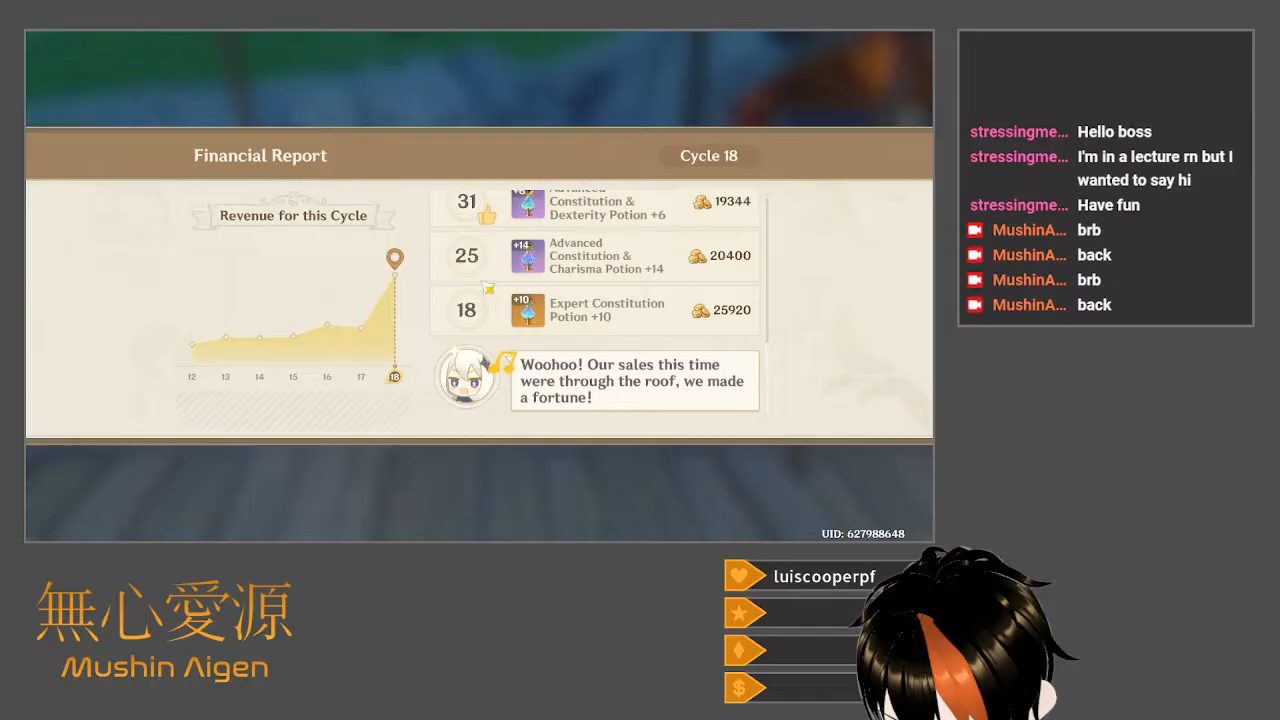 Financial Report
Cycle 18
Revenue for this Cycle
12 13 14 15 16 17 18
31
Advanced
Constitution &
Dexterity Potion +6
19344
25
+14
Advanced
Constitution &
Charisma Potion +14
20400
18
+10
Expert Constitution
Potion +10
25920
Woohoo! Our sales this time
were through the roof, we made
a fortune!
UID: 627988648
stressingme... Hello boss
stressingme... I'm in a lecture rn but I
wanted to say hi
stressingme... Have fun
MushinA... brb
MushinA... back
MushinA... brb
MushinA... back
無心愛源
Mushin Aigen
luiscooperpf
$